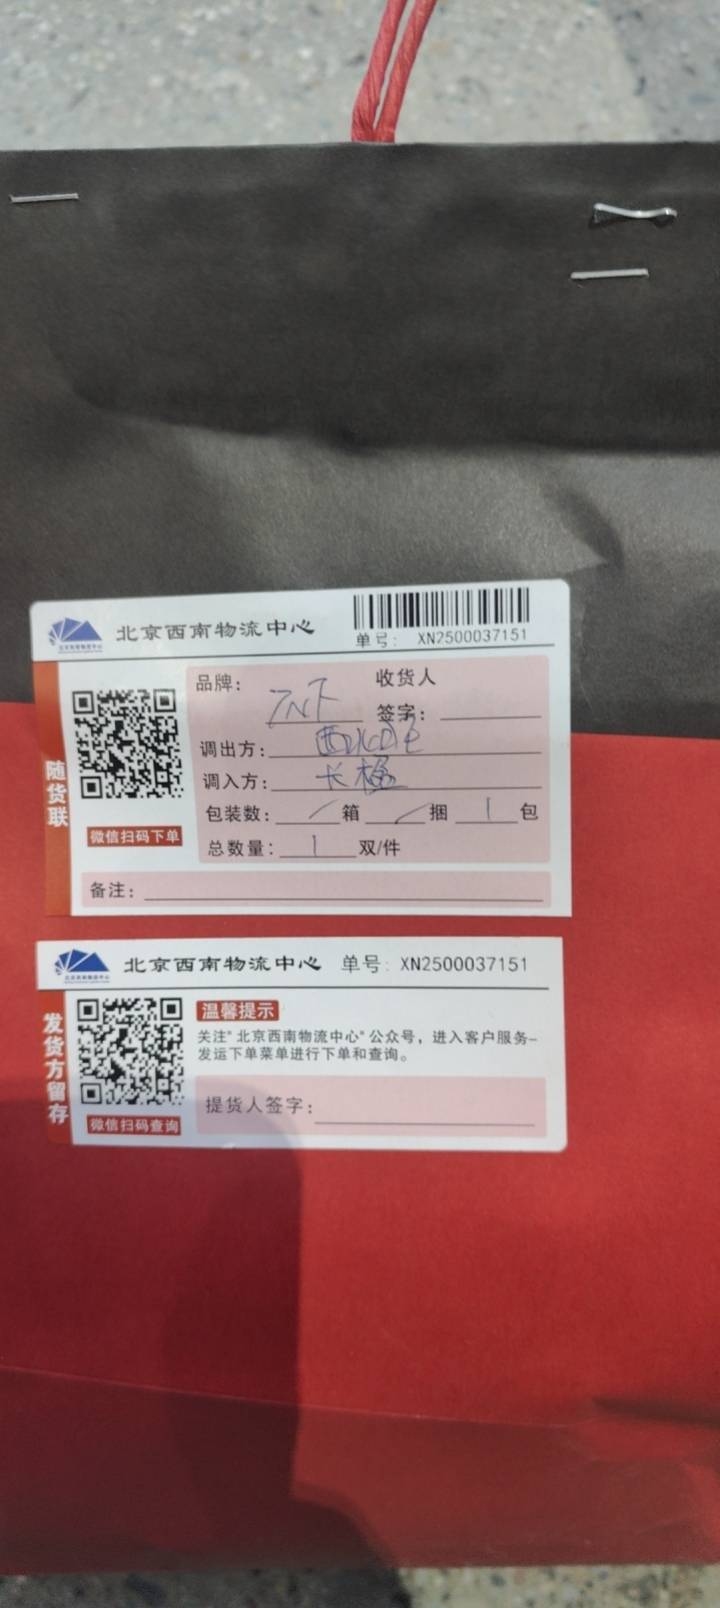 北京西南物流中心
单号: XN2500037151
随货联
微信扫码下单
品牌: TNF
收货人
签字:
调出方: 西
调入方: 长楹
包装数: / 箱 / 捆 1 包
总数量: 1 双/件
备注:
北京西南物流中心 单号: XN2500037151
发货方留存
微信扫码查询
温馨提示
关注"北京西南物流中心"公众号，进入客户服务-
发运下单菜单进行下单和查询。
提货人签字: